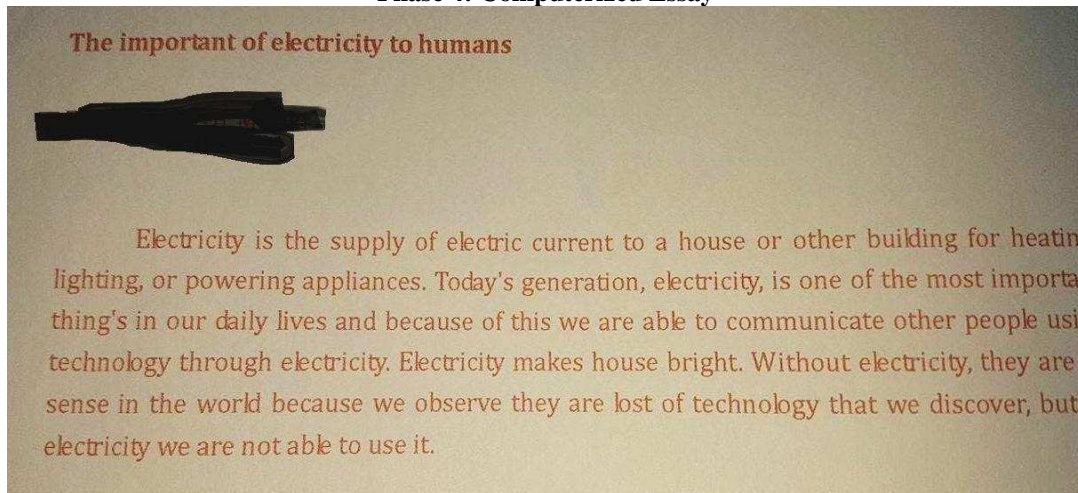 The important of electricity to humans
Electricity is the supply of electric current to a house or other building for heatin
lighting, or powering appliances. Today's generation, electricity, is one of the most importa
thing's in our daily lives and because of this we are able to communicate other people usi
technology through electricity. Electricity makes house bright. Without electricity, they are
sense in the world because we observe they are lost of technology that we discover, but
electricity we are not able to use it.